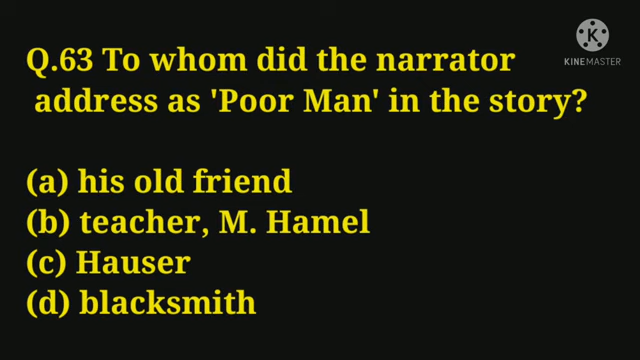 Q.63 To whom did the narrator
address as 'Poor Man' in the story?
K
KINEMASTER
(a) his old friend
(b) teacher, M. Hamel
(c) Hauser
(d) blacksmith